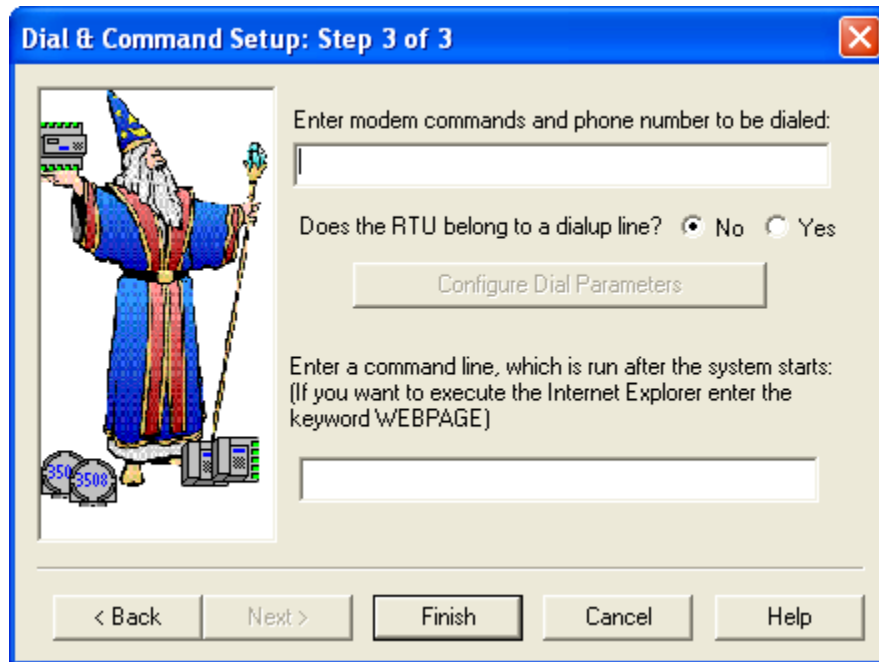 Dial & Command Setup: Step 3 of 3
Enter modem commands and phone number to be dialed:
Does the RTU belong to a dialup line? No Yes
Configure Dial Parameters
Enter a command line, which is run after the system starts:
(If you want to execute the Internet Explorer enter the
keyword WEBPAGE)
350 3508
< Back Next > Finish Cancel Help